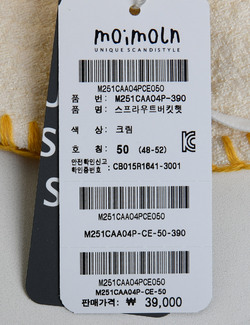 moimoln
UNIQUE SCANDISTYLE
M251CAA04PCE050
품 번: M251CAA04P-390
품 명: 스프라우트버킷햇
색 상: 크림
호 칭: 50 (48-52)
안전확인신고
확인증번호 : CB015R1641-3001
M251CAA04PCE050
M251CAA04P-CE-50-390
M251CAA04PCE050
M251CAA04P-CE-50
판매가격: ₩ 39,000
U
S
S